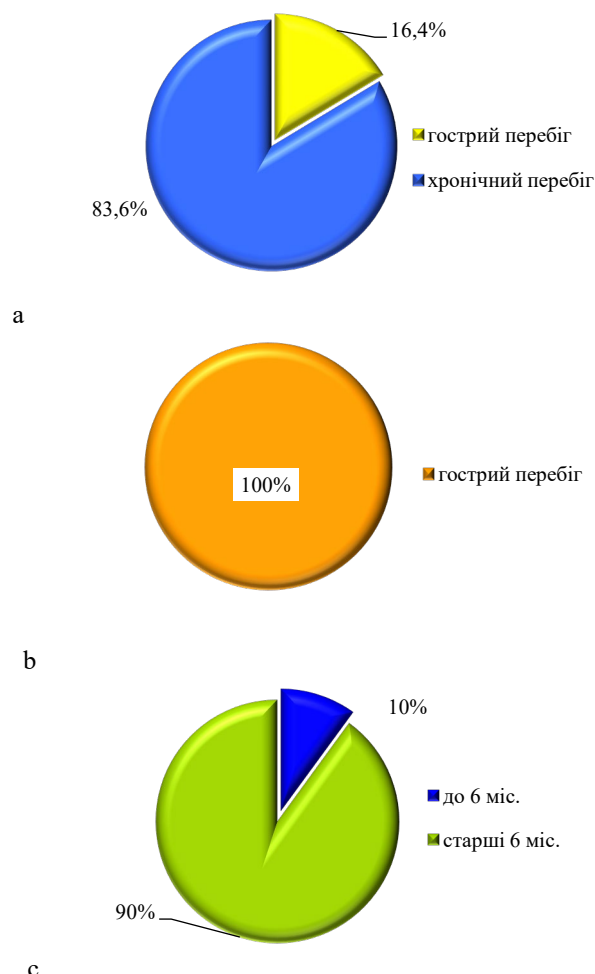 16,4%
гострий перебіг
хронічний перебіг
83,6%
a
100%
гострий перебіг
b
10%
до 6 міс.
старші 6 міс.
90%
c